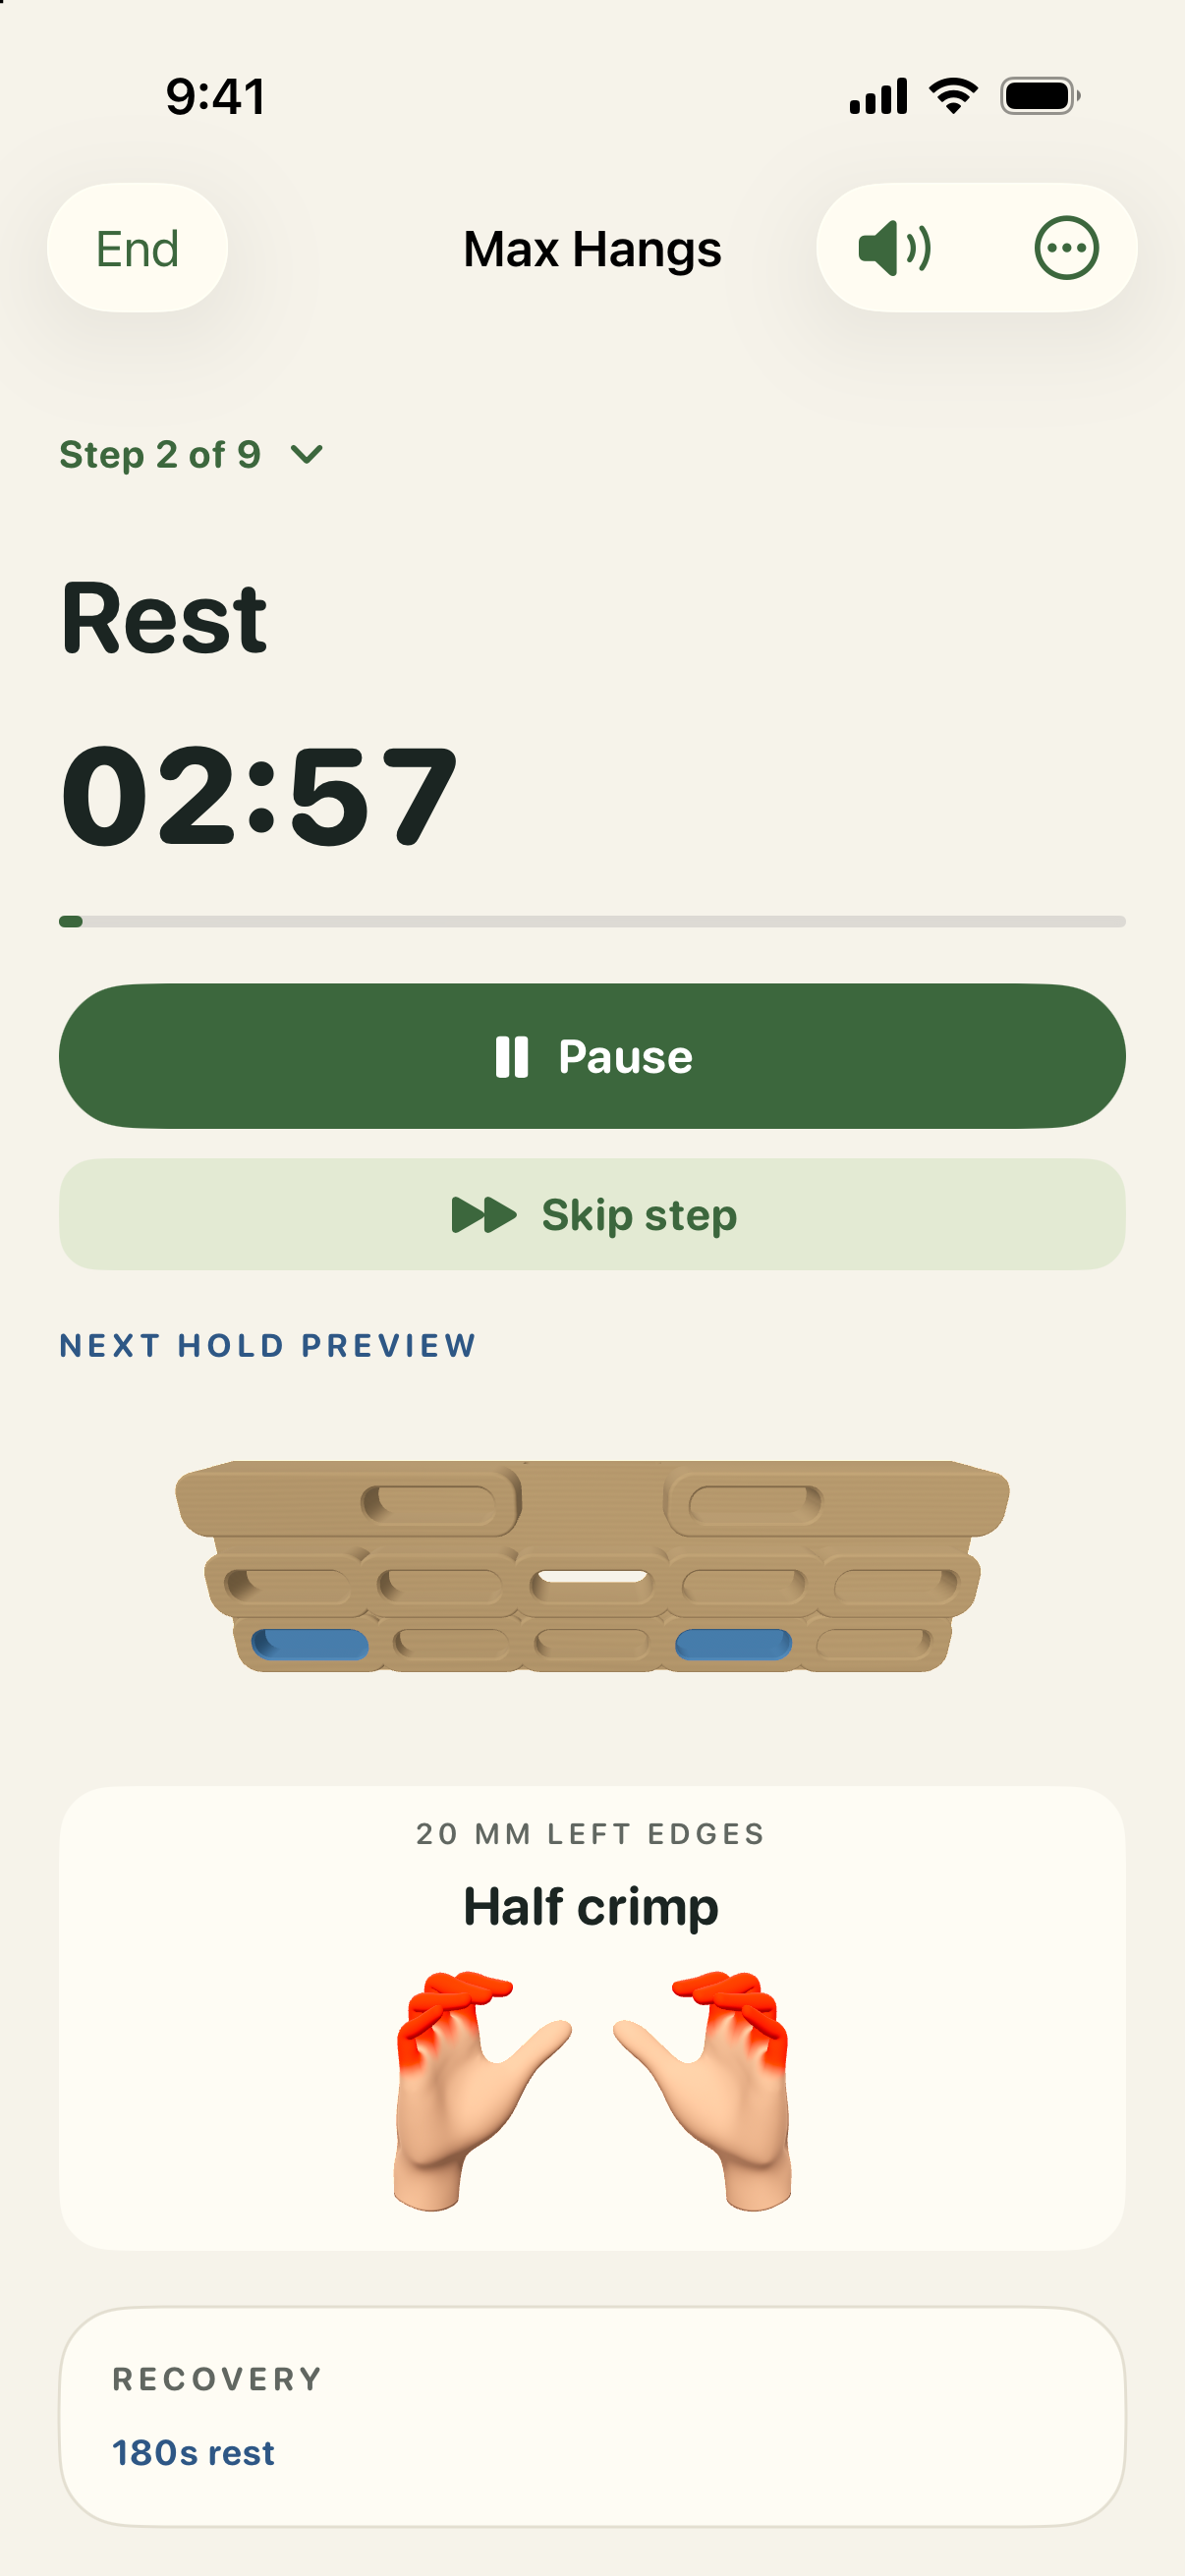 9:41
End
Max Hangs
Step 2 of 9
Rest
02:57
Pause
Skip step
NEXT HOLD PREVIEW
20 MM LEFT EDGES
Half crimp
RECOVERY
180s rest